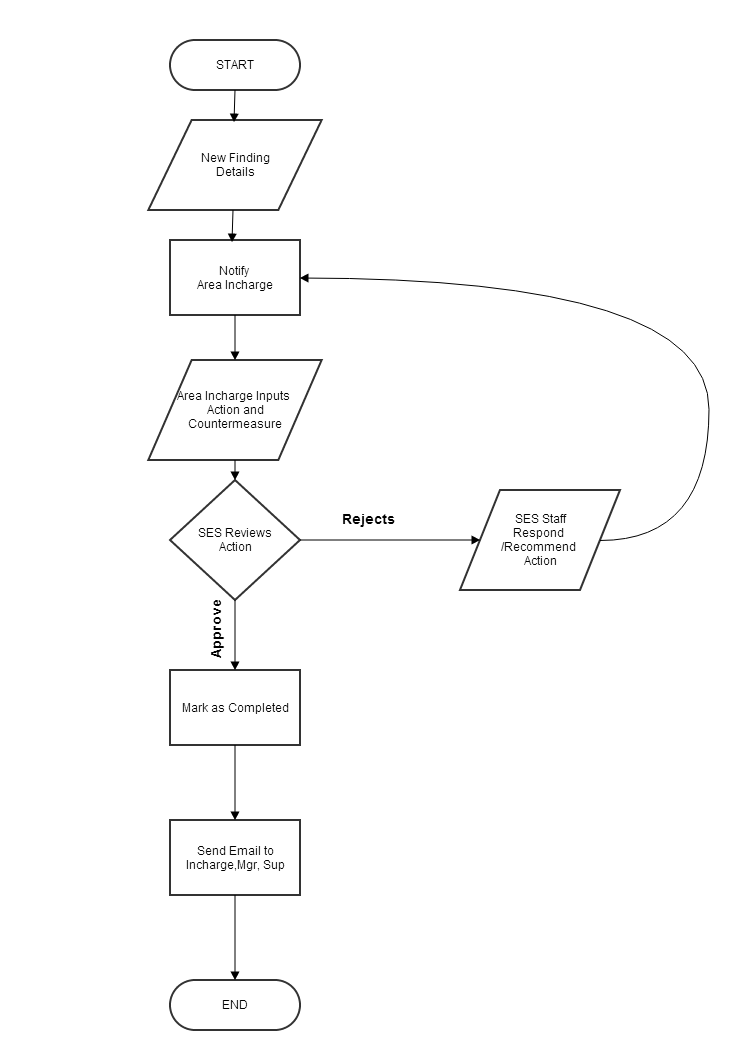 START
New Finding
Details
Notify
Area Incharge
Area Incharge Inputs
Action and
Countermeasure
SES Reviews
Action
Rejects
SES Staff
Respond
/Recommend
Action
Approve
Mark as Completed
Send Email to
Incharge,Mgr, Sup
END